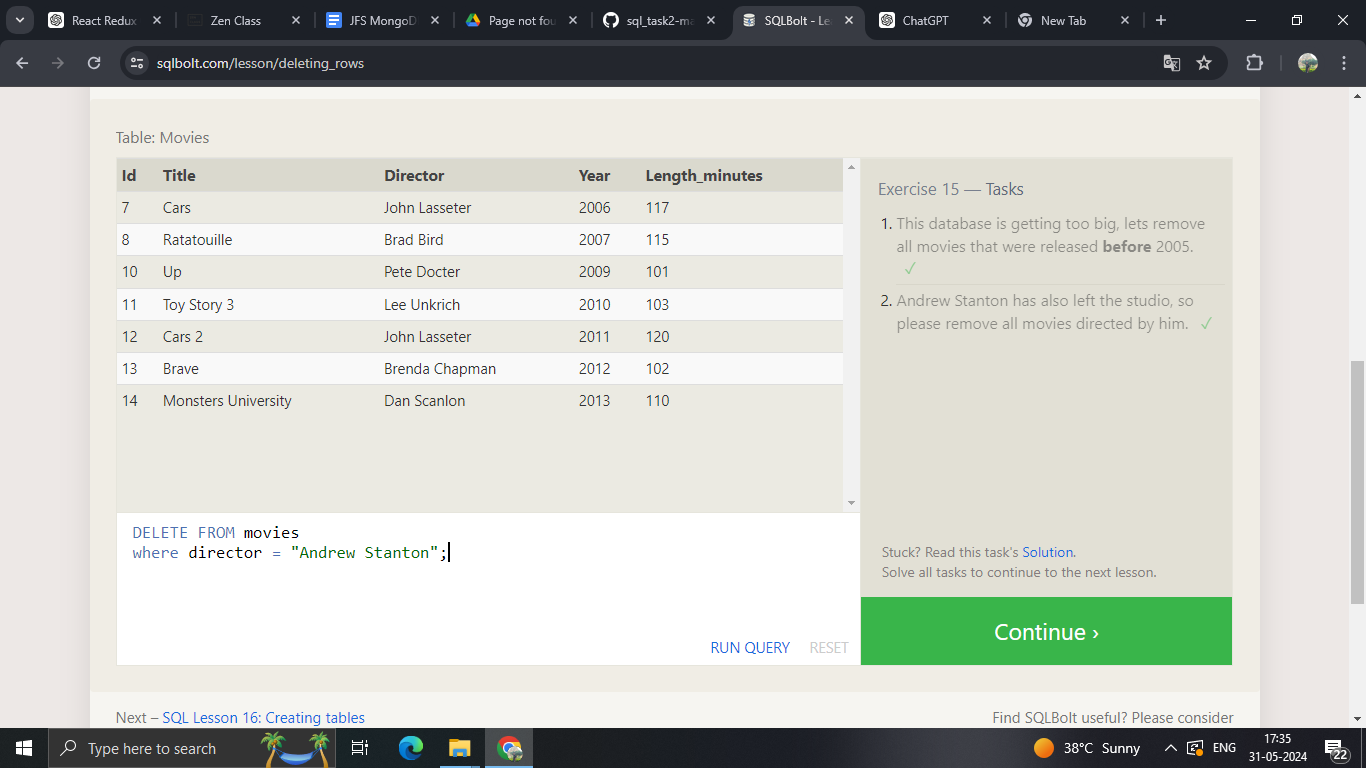 React Redux
Zen Class
JFS MongoD
Page not fou
sql_task2-ma
SQLBolt - Le
ChatGPT
New Tab
sqlbolt.com/lesson/deleting_rows
Table: Movies
Id Title Director Year Length_minutes
7 Cars John Lasseter 2006 117
8 Ratatouille Brad Bird 2007 115
10 Up Pete Docter 2009 101
11 Toy Story 3 Lee Unkrich 2010 103
12 Cars 2 John Lasseter 2011 120
13 Brave Brenda Chapman 2012 102
14 Monsters University Dan Scanlon 2013 110
DELETE FROM movies
where director = "Andrew Stanton";
RUN QUERY RESET
Exercise 15 — Tasks
1. This database is getting too big, lets remove
all movies that were released before 2005.
✓
2. Andrew Stanton has also left the studio, so
please remove all movies directed by him. ✓
Stuck? Read this task's Solution.
Solve all tasks to continue to the next lesson.
Continue ›
Next – SQL Lesson 16: Creating tables
Find SQLBolt useful? Please consider
Type here to search
38°C Sunny
ENG
17:35
31-05-2024
22